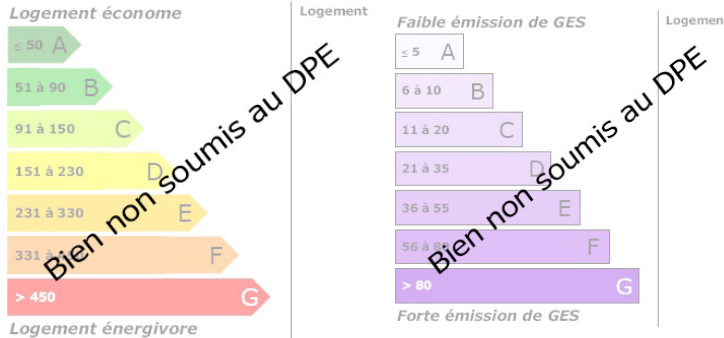 Logement économe
Logement
≤ 50 A
51 à 90 B
91 à 150 C
151 à 230 D
231 à 330 E
331 à F
> 450 G
Logement énergivore
Bien non soumis au DPE
Faible émission de GES
Logemen
≤ 5 A
6 à 10 B
11 à 20 C
21 à 35 D
36 à 55 E
56 à 80 F
> 80 G
Forte émission de GES
Bien non soumis au DPE